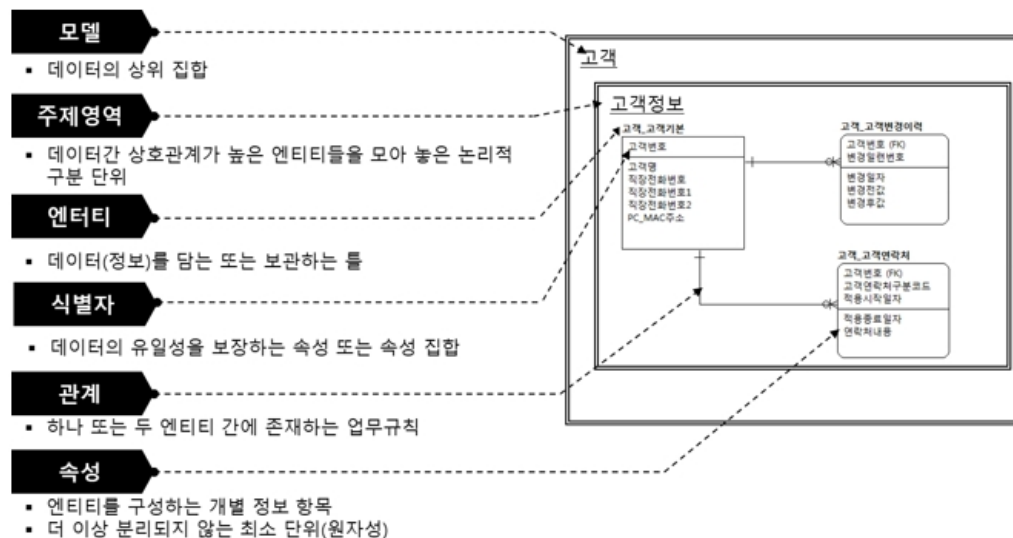 모델
▪ 데이터의 상위 집합
주제영역
▪ 데이터간 상호관계가 높은 엔티티들을 모아 놓은 논리적
구분 단위
엔터티
▪ 데이터(정보)를 담는 또는 보관하는 틀
식별자
▪ 데이터의 유일성을 보장하는 속성 또는 속성 집합
관계
▪ 하나 또는 두 엔티티 간에 존재하는 업무규칙
속성
▪ 엔티티를 구성하는 개별 정보 항목
▪ 더 이상 분리되지 않는 최소 단위(원자성)
고객
고객정보
고객_고객기본
고객번호
고객명
직장전화번호
직장전화번호1
직장전화번호2
PC_MAC주소
고객_고객변경이력
고객번호 (FK)
변경일련번호
변경일자
변경전값
변경후값
고객_고객연락처
고객번호 (FK)
고객연락처구분코드
적용시작일자
적용종료일자
연락처내용